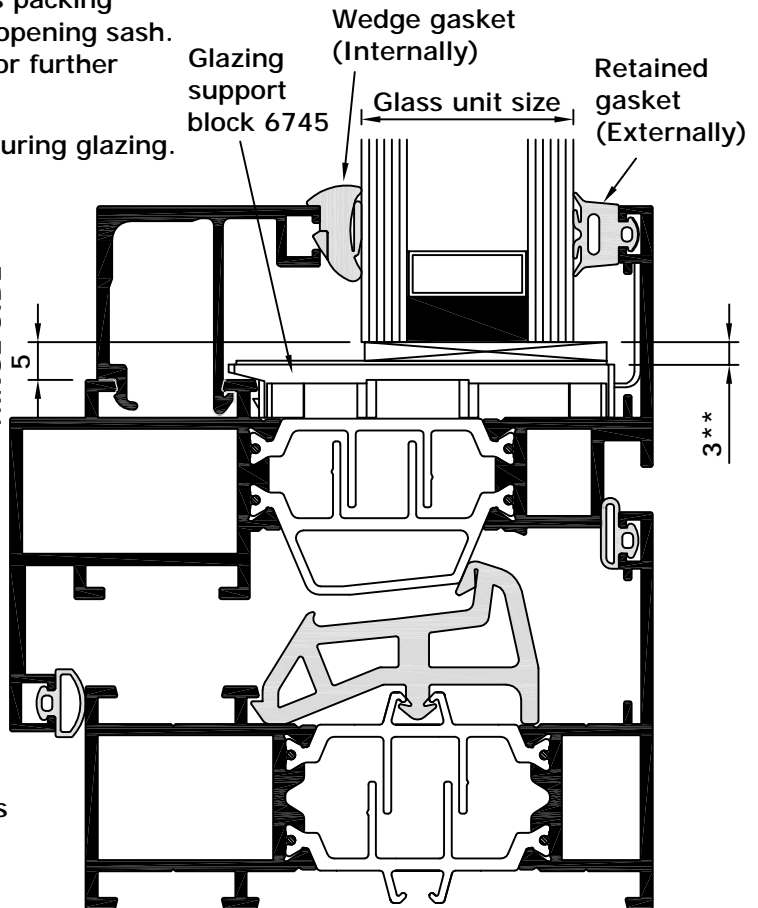 packing
opening sash.
or further
uring glazing.
Wedge gasket
(Internally)
Glazing
support
block 6745
Glass unit size
Retained
gasket
(Externally)
5
3**
s